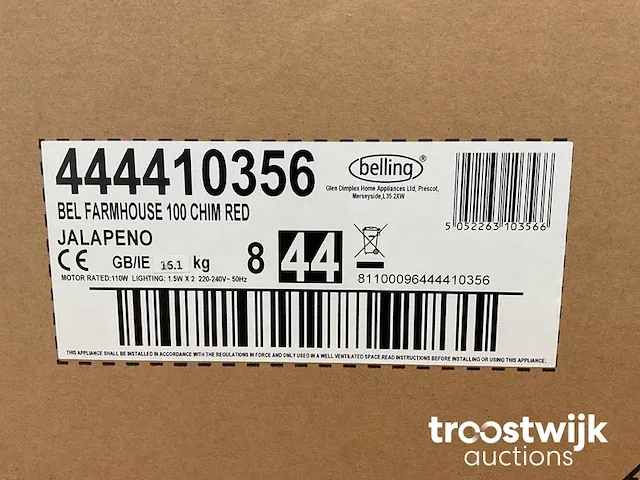 444410356
belling®
Glen Dimplex Home Appliances Ltd, Prescot,
Merseyside,L35 2XW
5 052263 103566
BEL FARMHOUSE 100 CHIM RED
JALAPENO
CE GB/IE 16.1 kg 8 44
MOTOR RATED:110W LIGHTING: 1.5W X 2 220-240V~ 50Hz
81100096444410356
THIS APPLIANCE SHALL BE INSTALLED IN ACCORDANCE WITH THE REGULATIONS IN FORCE AND ONLY USED IN A WELL VENTILATED SPACE.READ INSTRUCTIONS BEFORE INSTALLING OR USING THIS APPLIANCE.
troostwijk
auctions